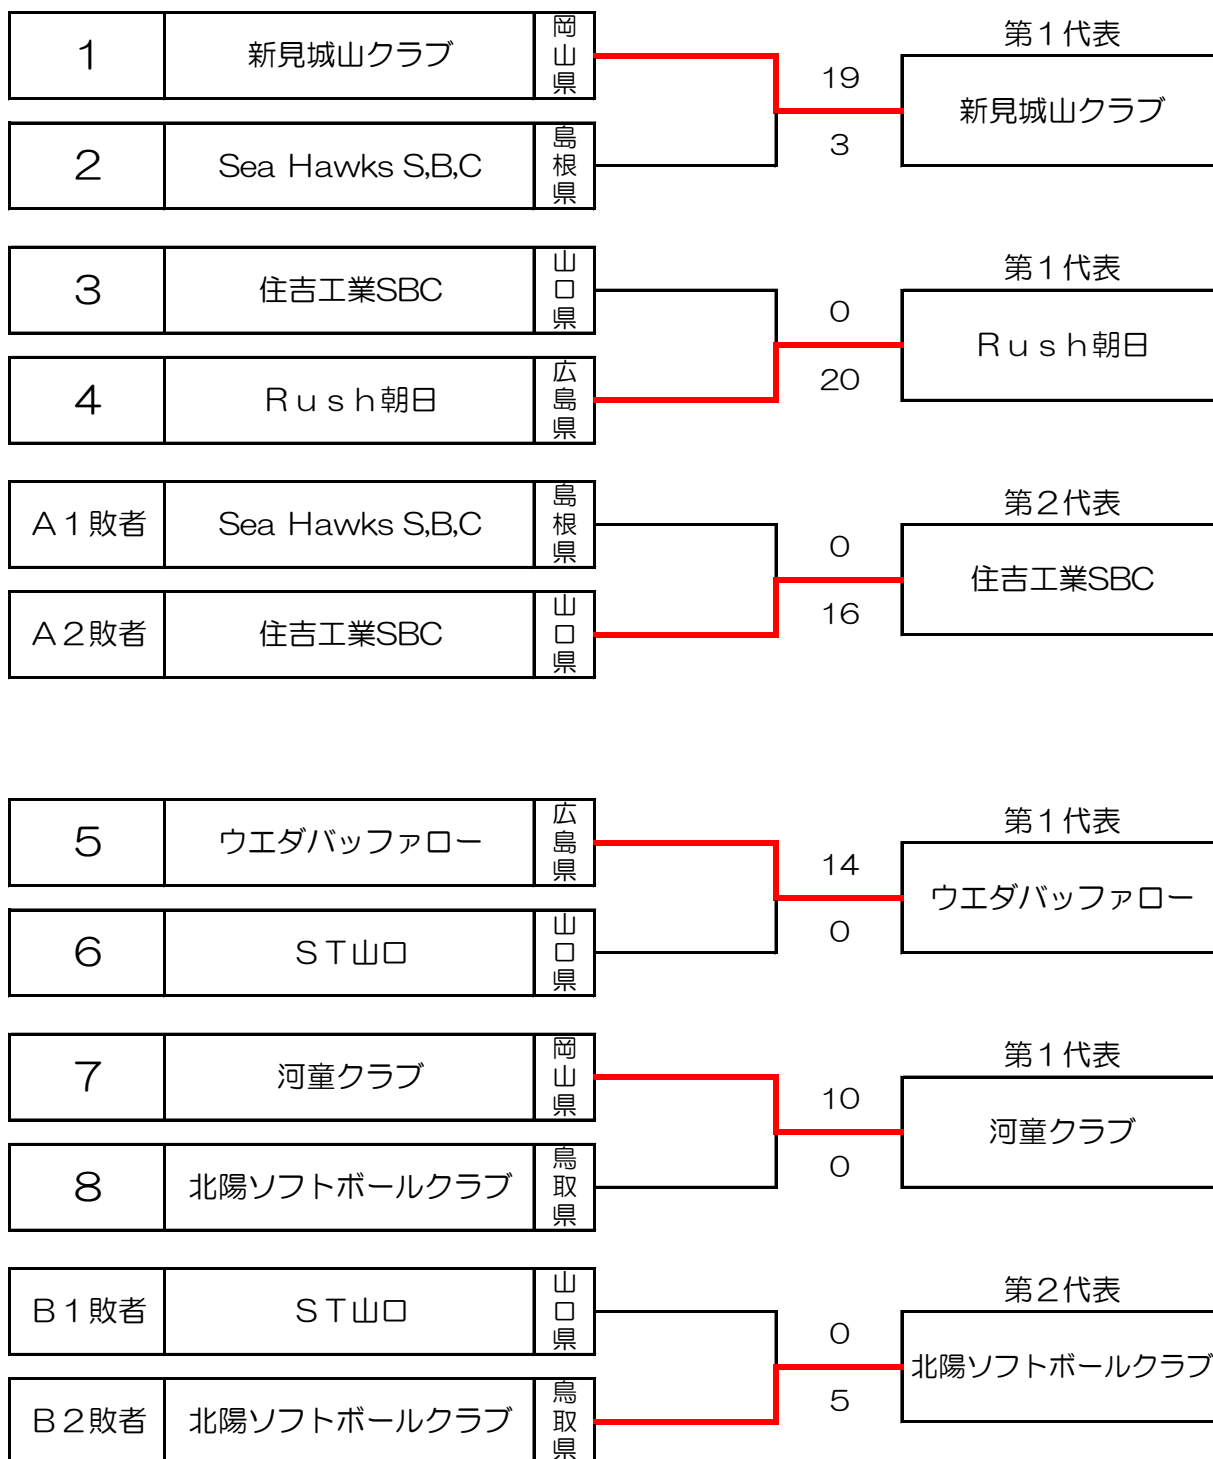 1 新見城山クラブ 岡山県
第1代表
19
新見城山クラブ
3
2 Sea Hawks S,B,C 島根県
3 住吉工業SBC 山口県
第1代表
0
Ｒｕｓｈ朝日
20
4 Ｒｕｓｈ朝日 広島県
A1敗者 Sea Hawks S,B,C 島根県
第2代表
0
住吉工業SBC
16
A2敗者 住吉工業SBC 山口県
5 ウエダバッファロー 広島県
第1代表
14
ウエダバッファロー
0
6 ＳＴ山口 山口県
7 河童クラブ 岡山県
第1代表
10
河童クラブ
0
8 北陽ソフトボールクラブ 鳥取県
B1敗者 ＳＴ山口 山口県
第2代表
0
北陽ソフトボールクラブ
5
B2敗者 北陽ソフトボールクラブ 鳥取県